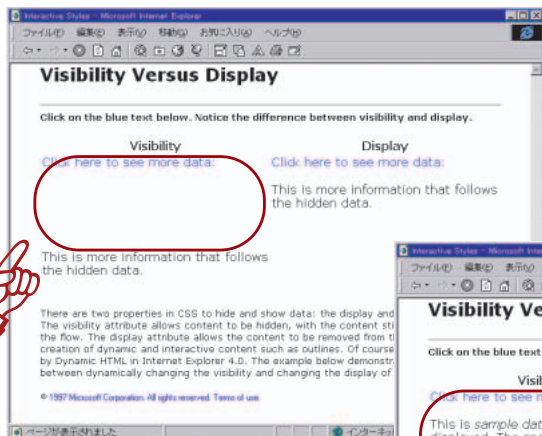 Interactive Styles - Microsoft Internet Explorer
ファイル(F) 編集(E) 表示(V) 移動(G) お気に入り(A) ヘルプ(H)
Visibility Versus Display
Click on the blue text below. Notice the difference between visibility and display.
Visibility
Click here to see more data:
This is more information that follows
the hidden data.
Display
Click here to see more data:
This is more information that follows
the hidden data.
There are two properties in CSS to hide and show data: the display and
The visibility attribute allows content to be hidden, with the content sti
the flow. The display attribute allows the content to be removed from t
creation of dynamic and interactive content such as outlines. Of course
by Dynamic HTML in Internet Explorer 4.0. The example below demonstr
between dynamically changing the visibility and changing the display of
© 1997 Microsoft Corporation. All rights reserved. Terms of use.
ページが表示されました
インターネッ
Interactive Styles - Microsoft Inte
ファイル(F) 編集(E) 表示(V)
Visibility Ve
Click on the blue text
Visib
Click here to see m
This is sample dat